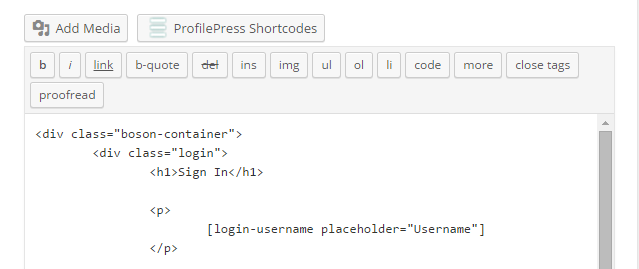 Add Media ProfilePress Shortcodes
b i link b-quote del ins img ul ol li code more close tags
proofread
<div class="boson-container">
<div class="login">
<h1>Sign In</h1>
<p>
[login-username placeholder="Username"]
</p>